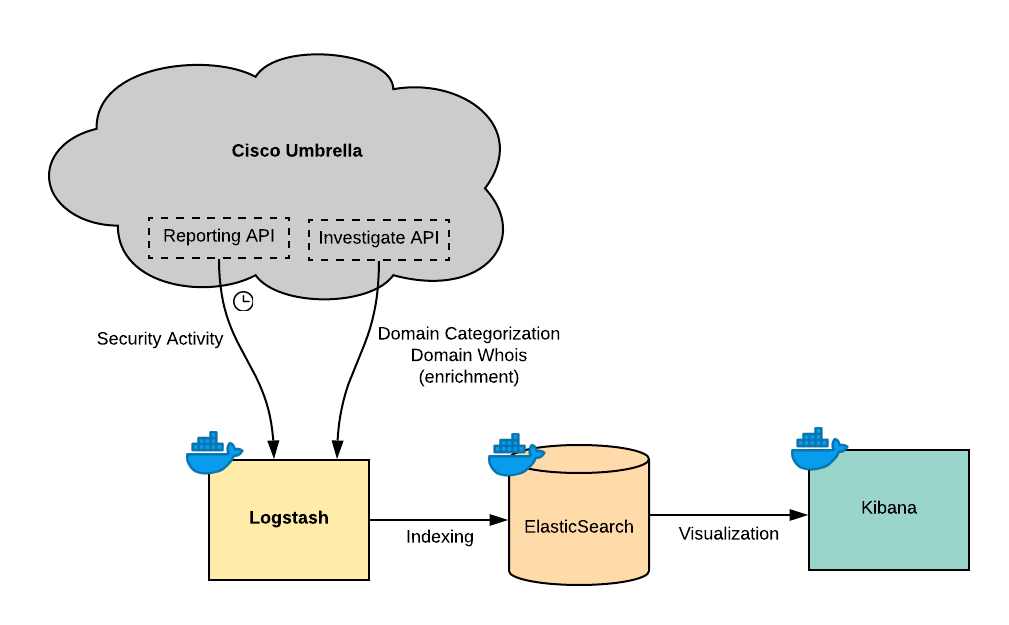 Cisco Umbrella
Reporting API
Investigate API
Security Activity
Domain Categorization
Domain Whois
(enrichment)
Logstash
Indexing
ElasticSearch
Visualization
Kibana